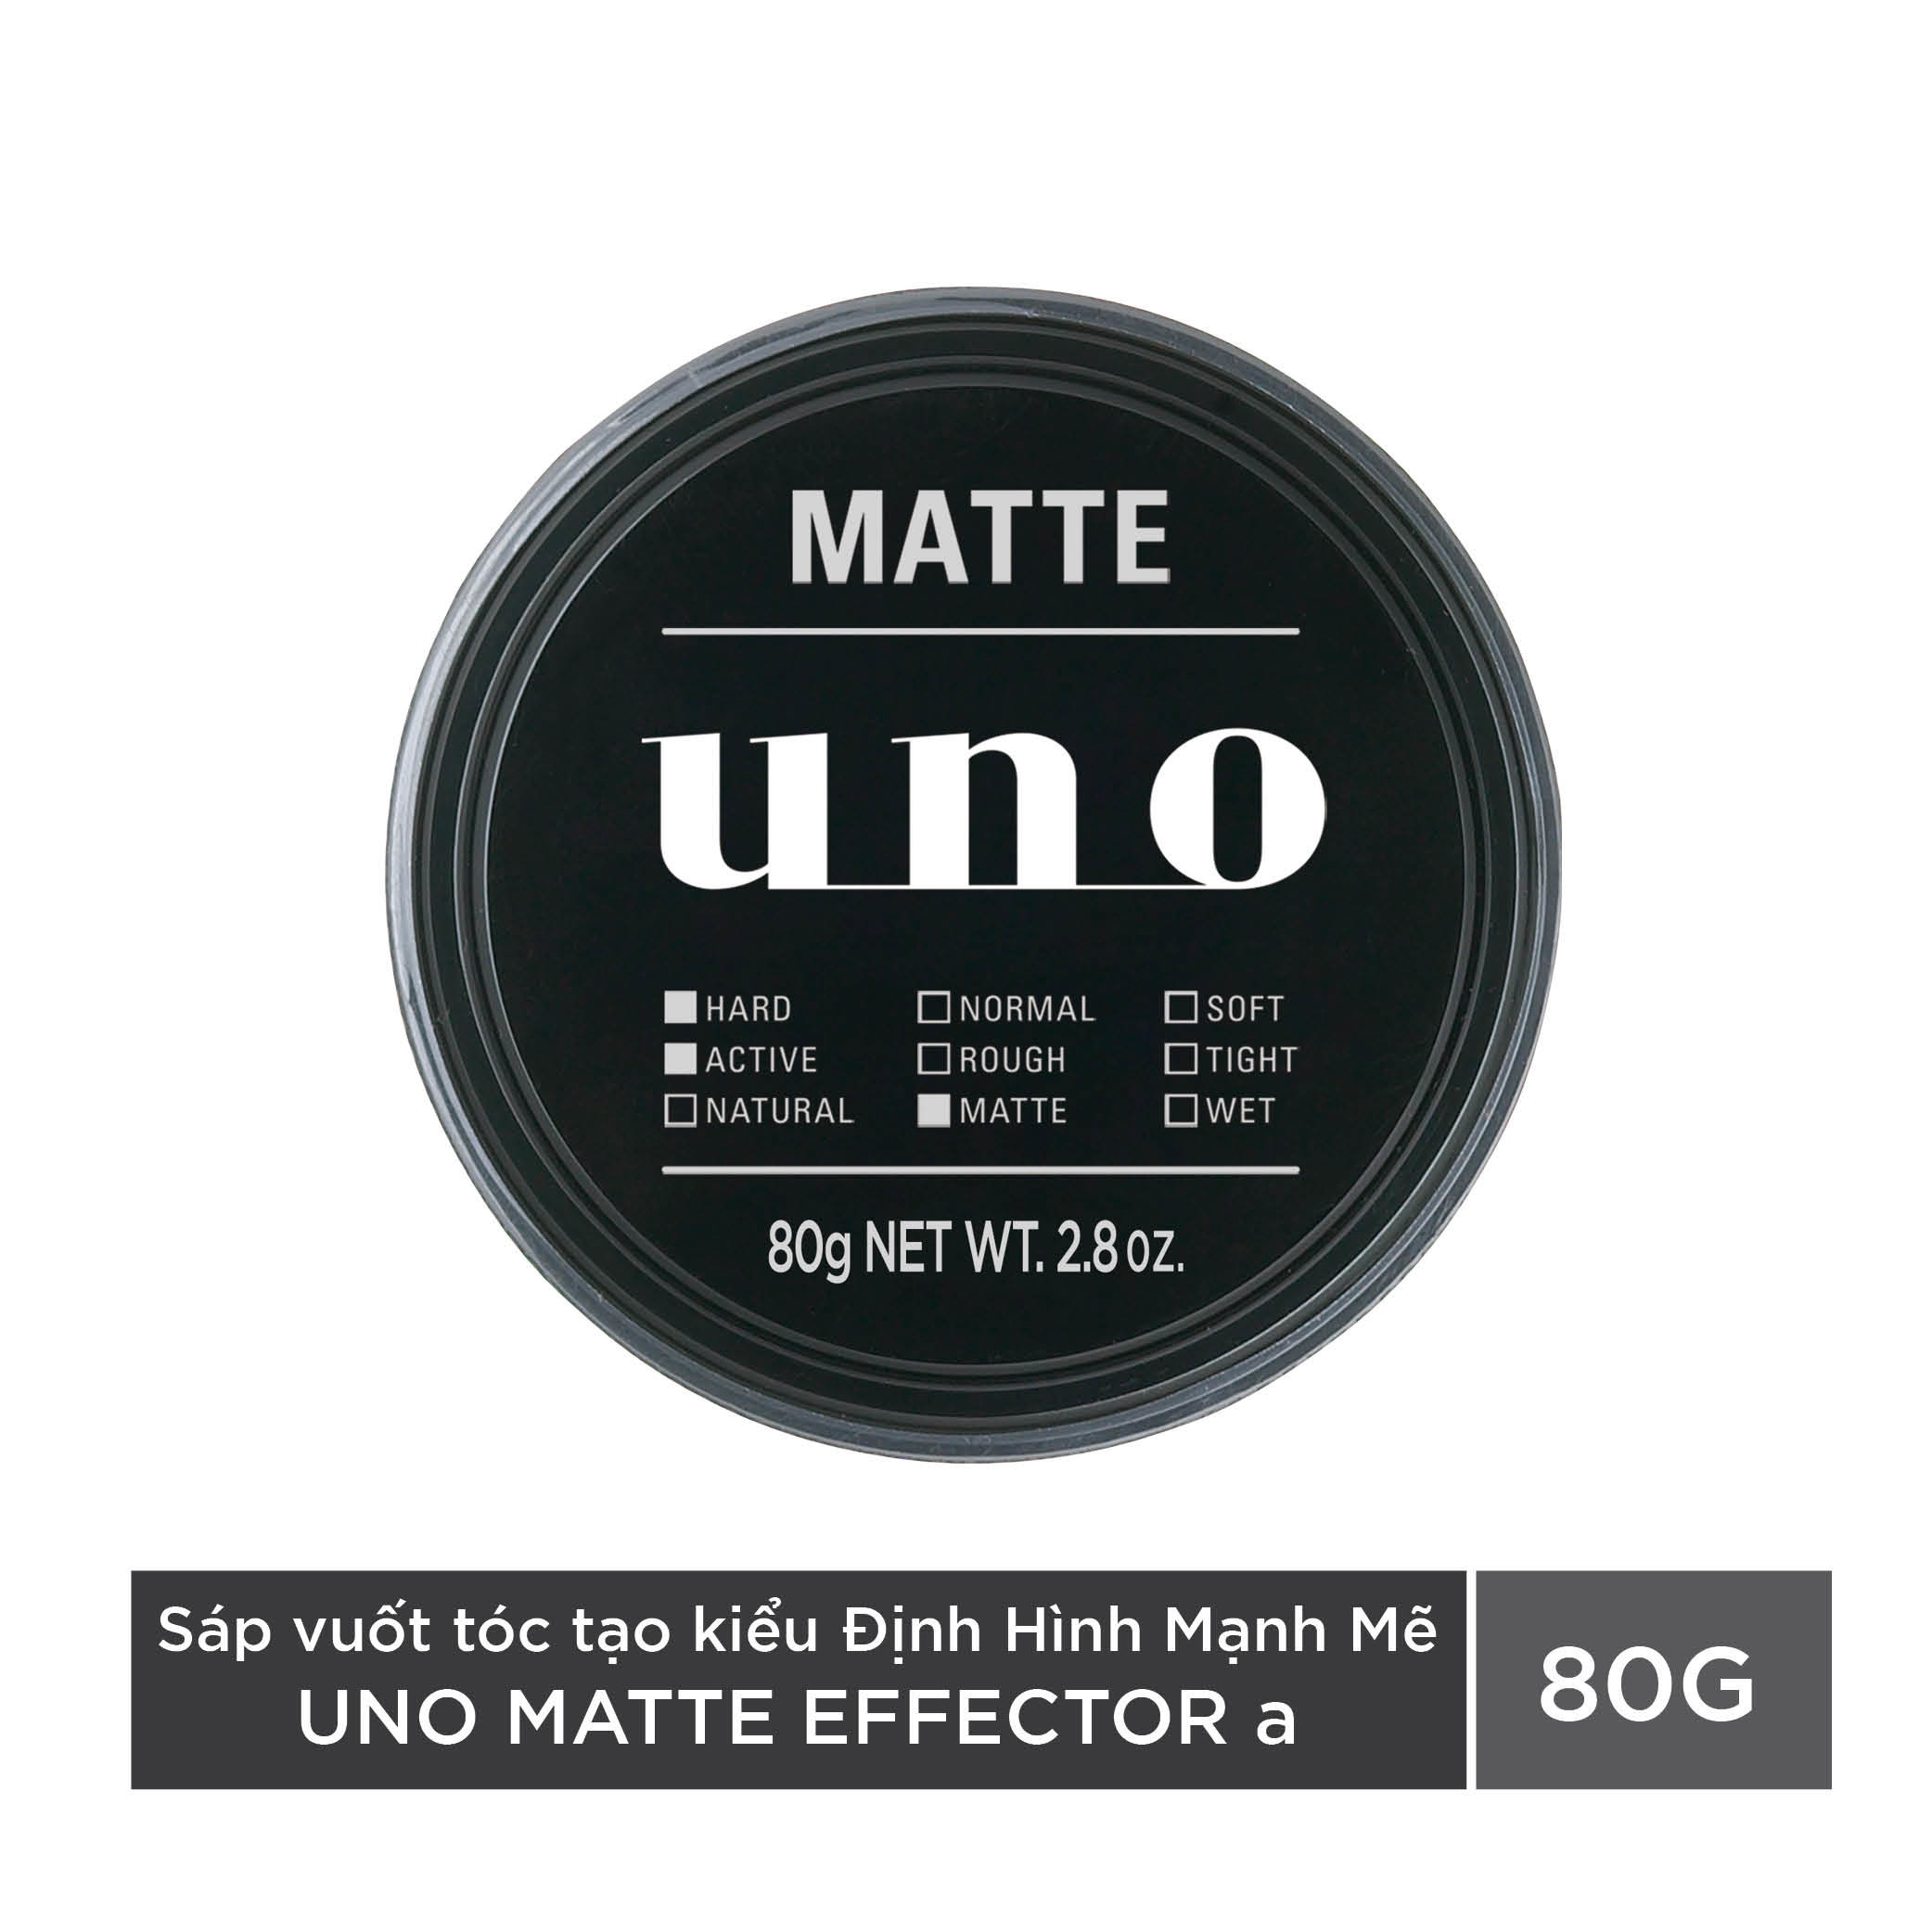 MATTE
uno
HARD NORMAL SOFT
ACTIVE ROUGH TIGHT
NATURAL MATTE WET
80g NET WT. 2.8 OZ.
Sáp vuốt tóc tạo kiểu Định Hình Mạnh Mẽ
UNO MATTE EFFECTOR a
80G